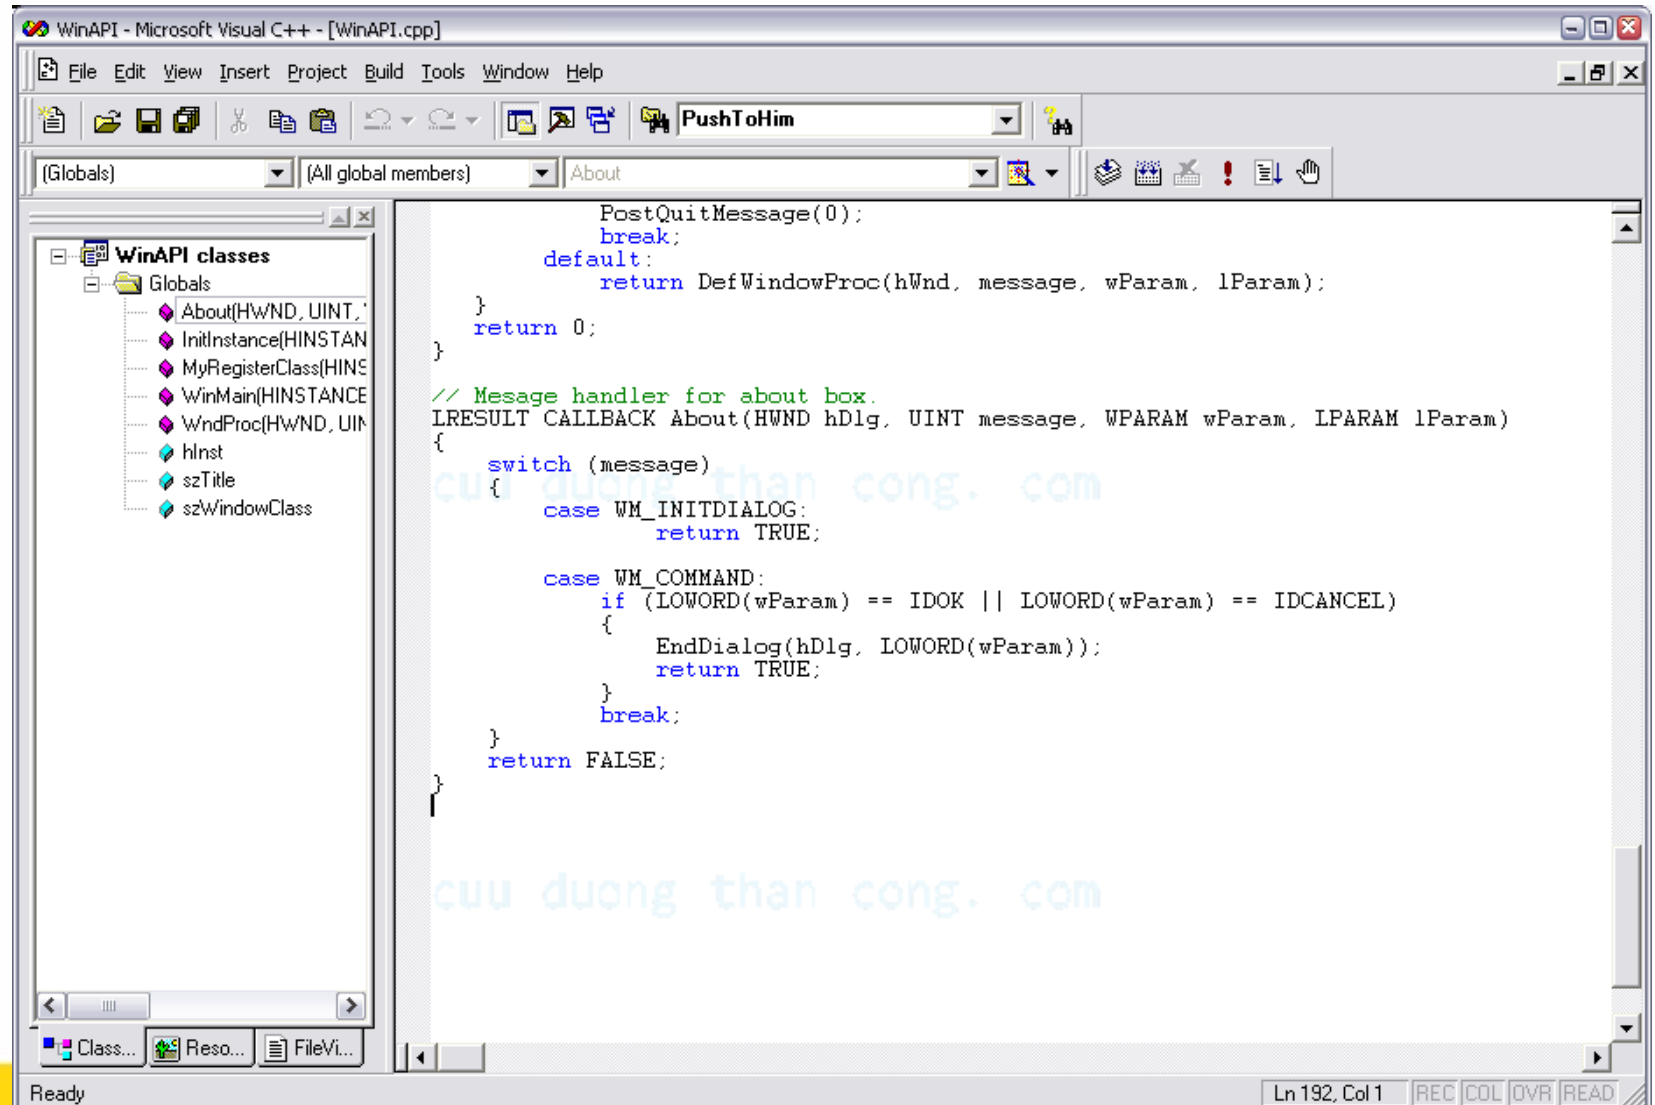 WinAPI - Microsoft Visual C++ - [WinAPI.cpp]
File Edit View Insert Project Build Tools Window Help
PushToHim
(Globals) (All global members) About
WinAPI classes
Globals
About(HWND, UINT,
InitInstance(HINSTAN
MyRegisterClass(HINS
WinMain(HINSTANCE
WndProc(HWND, UIN
hInst
szTitle
szWindowClass
Class... Reso... FileVi...
PostQuitMessage(0);
break;
default:
return DefWindowProc(hWnd, message, wParam, lParam);
}
return 0;
}
// Mesage handler for about box.
LRESULT CALLBACK About(HWND hDlg, UINT message, WPARAM wParam, LPARAM lParam)
{
switch (message)
cuu duong than cong. com
{
case WM_INITDIALOG:
return TRUE;
case WM_COMMAND:
if (LOWORD(wParam) == IDOK || LOWORD(wParam) == IDCANCEL)
{
EndDialog(hDlg, LOWORD(wParam));
return TRUE;
}
break;
}
return FALSE;
}
cuu duong than cong. com
Ready Ln 192, Col 1 REC COL OVR READ